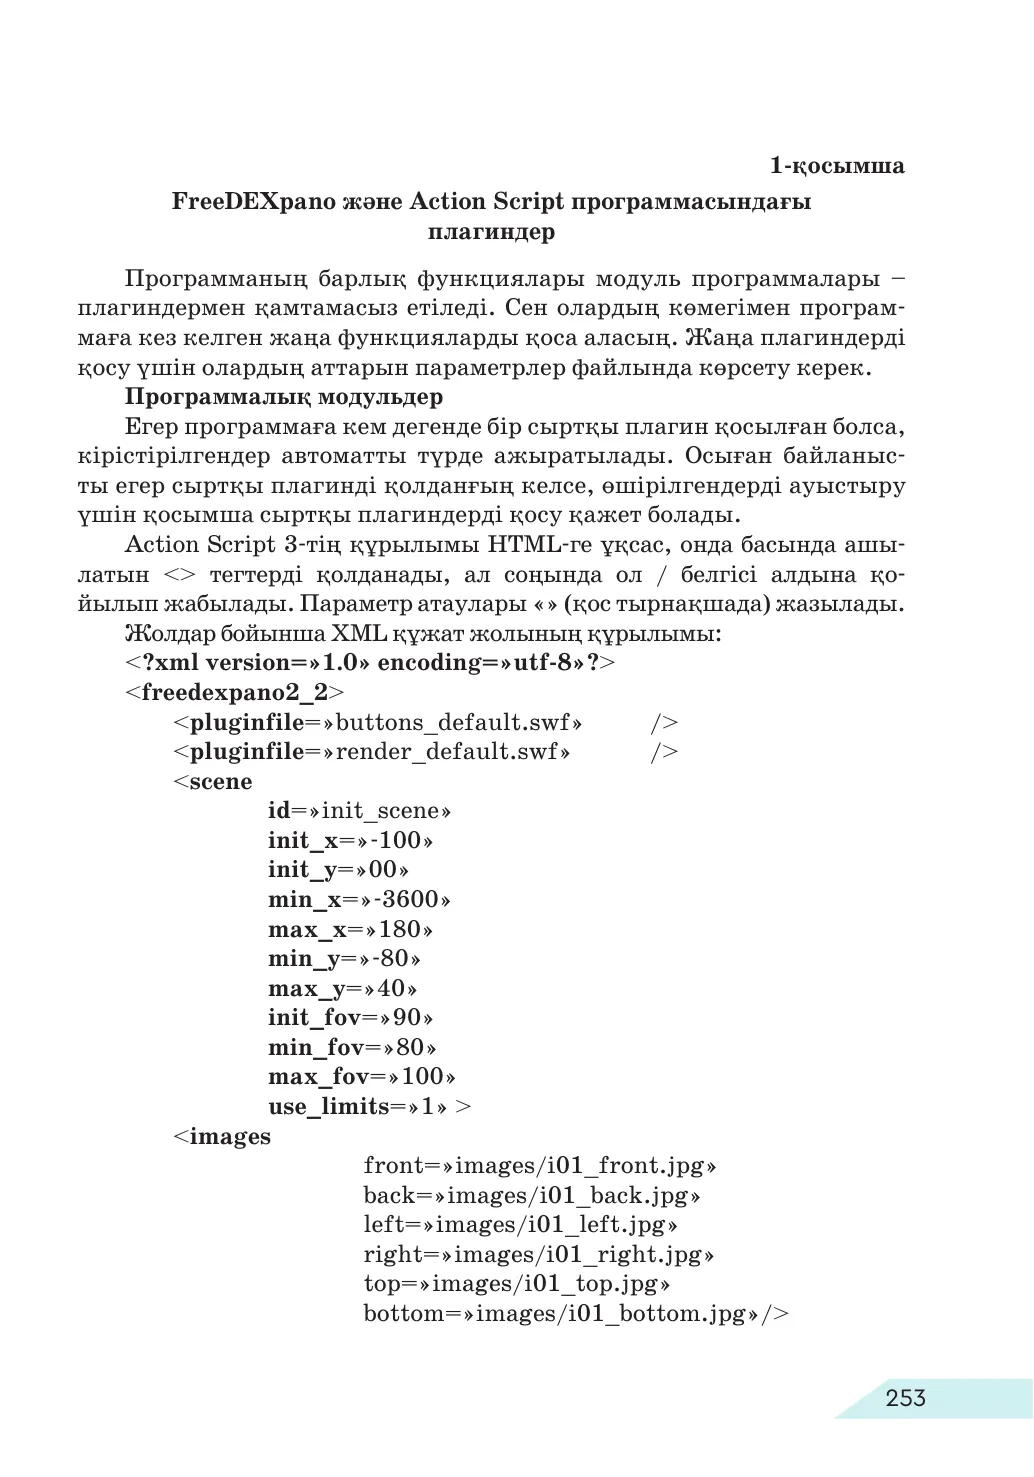 1-қосымша
FreeDEXpano және Action Script программасындағы
плагиндер
Программаның барлық функциялары модуль программалары –
плагиндермен қамтамасыз етіледі. Сен олардың көмегімен програм-
маға кез келген жаңа функцияларды қоса аласың. Жаңа плагиндерді
қосу үшін олардың аттарын параметрлер файлында көрсету керек.
Программалық модульдер
Егер программаға кем дегенде бір сыртқы плагин қосылған болса,
кірістірілгендер автоматты түрде ажыратылады. Осыған байланыс-
ты егер сыртқы плагинді қолданғың келсе, өшірілгендерді ауыстыру
үшін қосымша сыртқы плагиндерді қосу қажет болады.
Action Script 3-тің құрылымы HTML-ге ұқсас, онда басында ашы-
латын <> тегтерді қолданады, ал соңында ол / белгісі алдына қо-
йылып жабылады. Параметр атаулары «» (қос тырнақшада) жазылады.
Жолдар бойынша XML құжат жолының құрылымы:
<?xml version=»1.0» encoding=»utf-8»?>
<freedexpano2_2>
<pluginfile=»buttons_default.swf» />
<pluginfile=»render_default.swf» />
<scene
id=»init_scene»
init_x=»-100»
init_y=»00»
min_x=»-3600»
max_x=»180»
min_y=»-80»
max_y=»40»
init_fov=»90»
min_fov=»80»
max_fov=»100»
use_limits=»1» >
<images
front=»images/i01_front.jpg»
back=»images/i01_back.jpg»
left=»images/i01_left.jpg»
right=»images/i01_right.jpg»
top=»images/i01_top.jpg»
bottom=»images/i01_bottom.jpg»/>
253